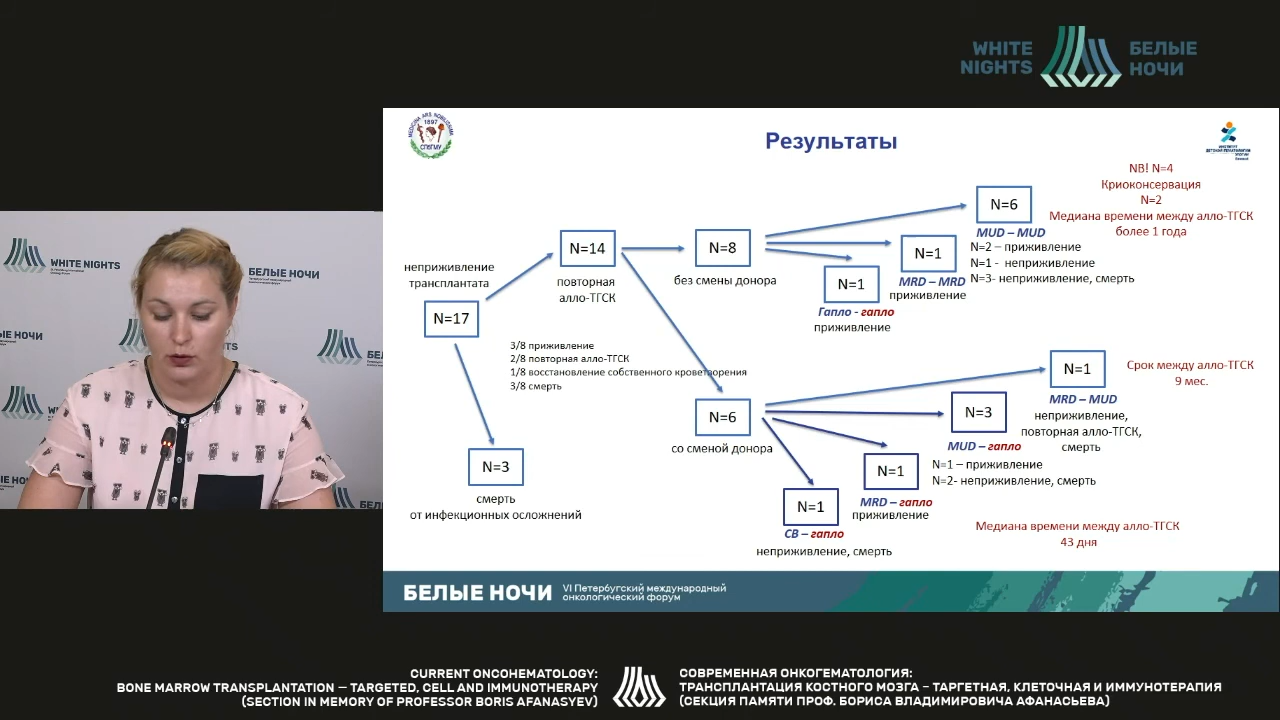 WHITE
NIGHTS
БЕЛЫЕ
НОЧИ
Результаты
MEDICINA ARS NOBILISSIMA
1897
СПбГМУ
NB! N=4
Криоконсервация
N=2
Медиана времени между алло-ТГСК
более 1 года
N=6
MUD – MUD
N=2 – приживление
N=1 - неприживление
N=3- неприживление, смерть
N=1
MRD – MRD
приживление
N=1
Гапло - гапло
приживление
N=8
без смены донора
N=14
повторная
алло-ТГСК
неприживление
трансплантата
N=17
3/8 приживление
2/8 повторная алло-ТГСК
1/8 восстановление собственного кроветворения
3/8 смерть
N=3
смерть
от инфекционных осложнений
N=6
со сменой донора
N=1
MRD – MUD
неприживление,
повторная алло-ТГСК,
смерть
Срок между алло-ТГСК
9 мес.
N=3
MUD – гапло
N=1 – приживление
N=2- неприживление, смерть
N=1
MRD – гапло
приживление
N=1
CB – гапло
неприживление, смерть
Медиана времени между алло-ТГСК
43 дня
БЕЛЫЕ НОЧИ
VI Петербугский международный
онкологический форум
WHITE NIGHTS
БЕЛЫЕ НОЧИ
CURRENT ONCOHEMATOLOGY:
BONE MARROW TRANSPLANTATION — TARGETED, CELL AND IMMUNOTHERAPY
(SECTION IN MEMORY OF PROFESSOR BORIS AFANASYEV)
СОВРЕМЕННАЯ ОНКОГЕМАТОЛОГИЯ:
ТРАНСПЛАНТАЦИЯ КОСТНОГО МОЗГА – ТАРГЕТНАЯ, КЛЕТОЧНАЯ И ИММУНОТЕРАПИЯ
(СЕКЦИЯ ПАМЯТИ ПРОФ. БОРИСА ВЛАДИМИРОВИЧА АФАНАСЬЕВА)